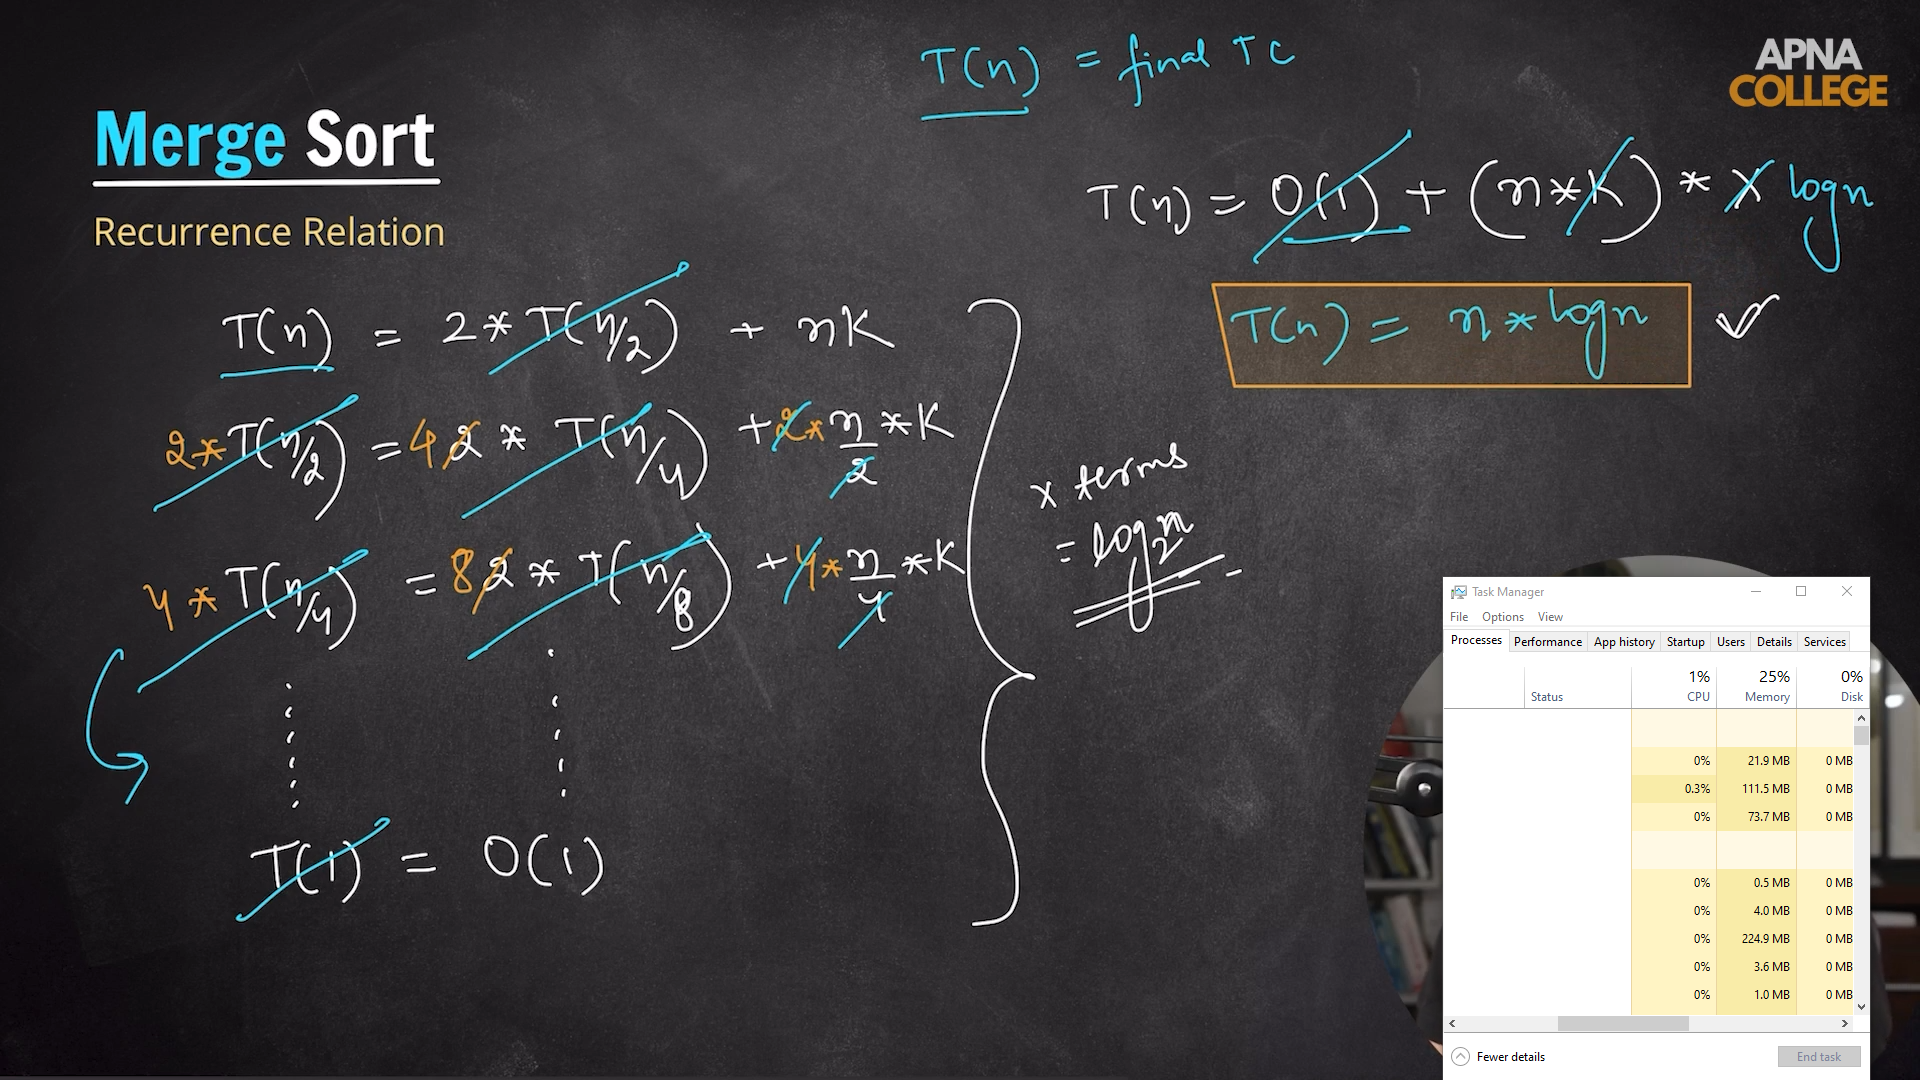 T(n) = final TC
APNA
COLLEGE
Merge Sort
Recurrence Relation
T(n) = O(1) + (n*K) * x logn
T(n) = n * logn
T(n) = 2 * T(n/2) + nK
2 * T(n/2) = 4 2 * T(n/4) + 2 * n/2 * K
4 * T(n/4) = 8 2 * T(n/8) + 4 * n/4 * K
T(1) = O(1)
x terms
= log2n
Task Manager
File Options View
Processes Performance App history Startup Users Details Services
1% 25% 0%
Status CPU Memory Disk
0% 21.9 MB 0 MB
0.3% 111.5 MB 0 MB
0% 73.7 MB 0 MB
0% 0.5 MB 0 MB
0% 4.0 MB 0 MB
0% 224.9 MB 0 MB
0% 3.6 MB 0 MB
0% 1.0 MB 0 MB
Fewer details End task